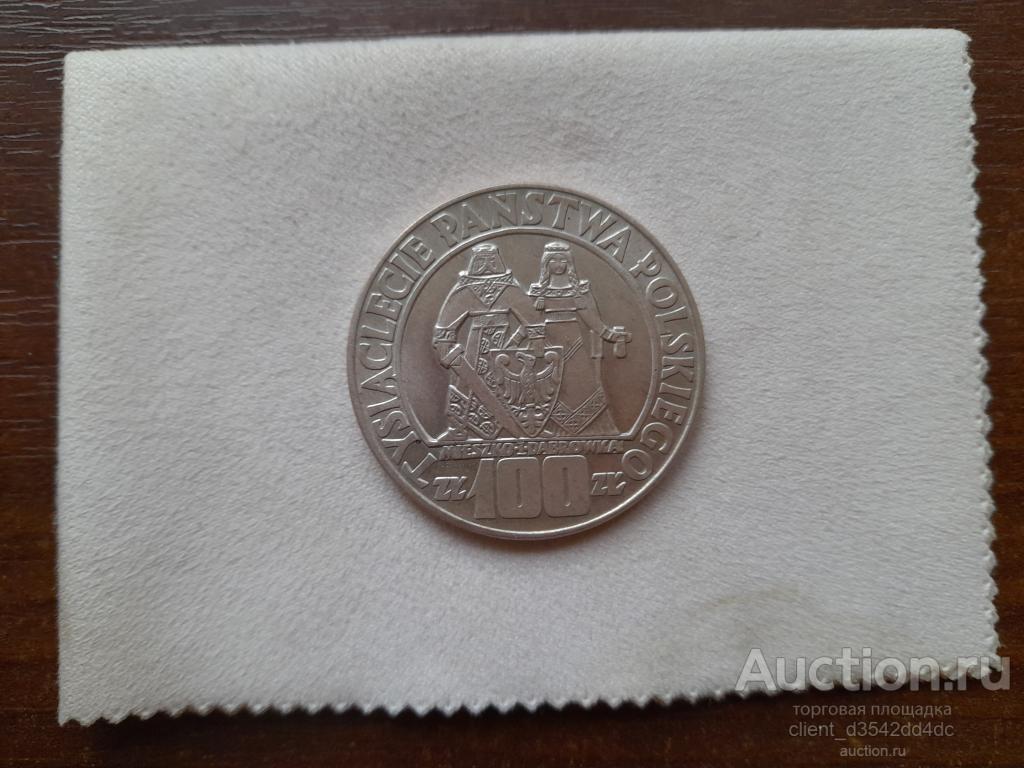 TYSIĄCLECIE PAŃSTWA POLSKIEGO
MIESZKO I DĄBRÓWKA
ZŁ 100 ZŁ
Auction.ru
торговая площадка
client_d3542dd4dc
auction.ru